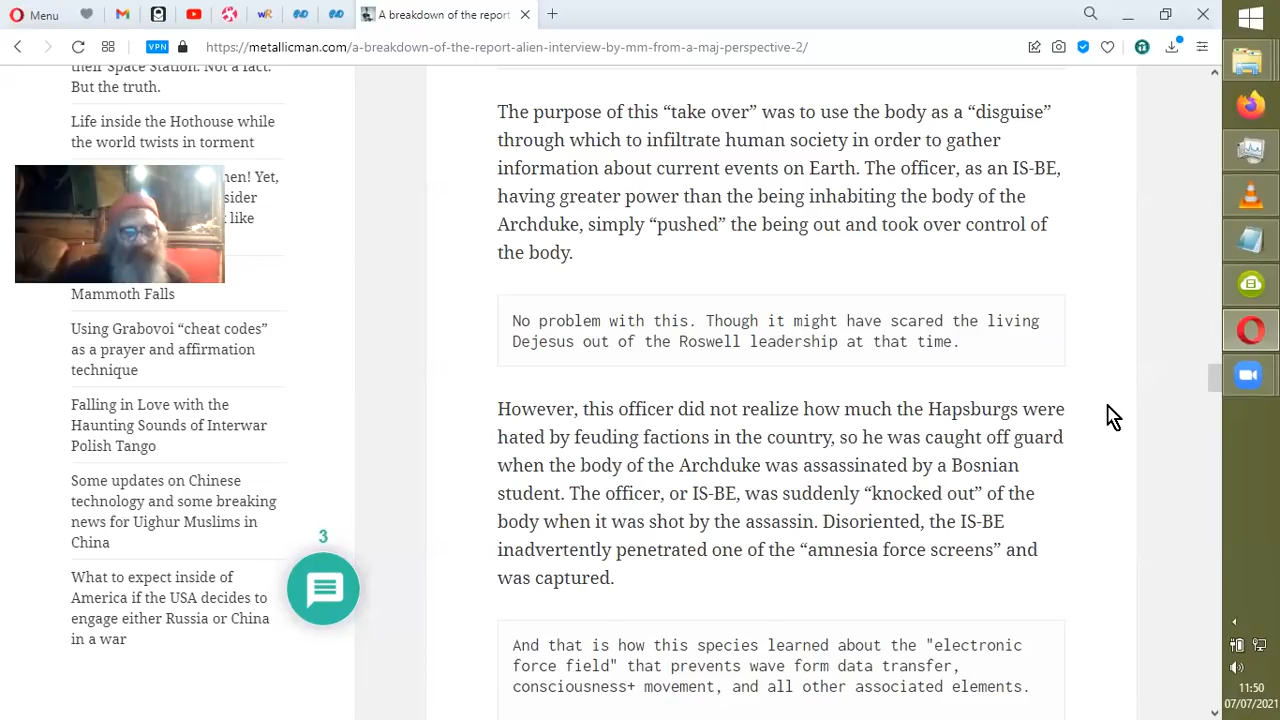 Menu
A breakdown of the report
VPN
https://metallicman.com/a-breakdown-of-the-report-alien-interview-by-mm-from-a-maj-perspective-2/
their Space Station. Not a fact.
But the truth.
Life inside the Hothouse while
the world twists in torment
men! Yet,
sider
like
Mammoth Falls
Using Grabovoi “cheat codes”
as a prayer and affirmation
technique
Falling in Love with the
Haunting Sounds of Interwar
Polish Tango
Some updates on Chinese
technology and some breaking
news for Uighur Muslims in
China
What to expect inside of
America if the USA decides to
engage either Russia or China
in a war
3
The purpose of this “take over” was to use the body as a “disguise”
through which to infiltrate human society in order to gather
information about current events on Earth. The officer, as an IS-BE,
having greater power than the being inhabiting the body of the
Archduke, simply “pushed” the being out and took over control of
the body.
No problem with this. Though it might have scared the living
Dejesus out of the Roswell leadership at that time.
However, this officer did not realize how much the Hapsburgs were
hated by feuding factions in the country, so he was caught off guard
when the body of the Archduke was assassinated by a Bosnian
student. The officer, or IS-BE, was suddenly “knocked out” of the
body when it was shot by the assassin. Disoriented, the IS-BE
inadvertently penetrated one of the “amnesia force screens” and
was captured.
And that is how this species learned about the "electronic
force field" that prevents wave form data transfer,
consciousness+ movement, and all other associated elements.
11:50
07/07/2021